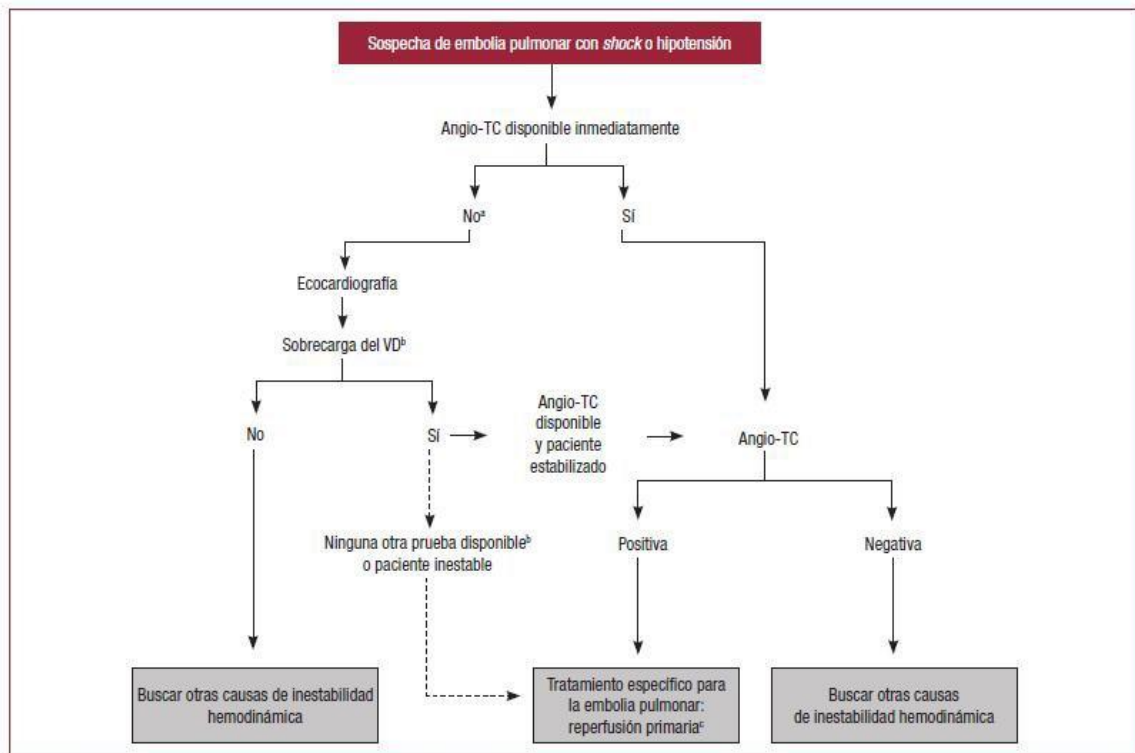 Sospecha de embolia pulmonar con shock o hipotensión
Angio-TC disponible inmediatamente
Noª
Sí
Ecocardiografía
Sobrecarga del VDᵇ
No
Sí
Angio-TC
disponible
y paciente
estabilizado
Angio-TC
Ninguna otra prueba disponibleᵇ
o paciente inestable
Positiva
Negativa
Buscar otras causas de inestabilidad
hemodinámica
Tratamiento específico para
la embolia pulmonar:
reperfusión primariaᶜ
Buscar otras causas
de inestabilidad hemodinámica